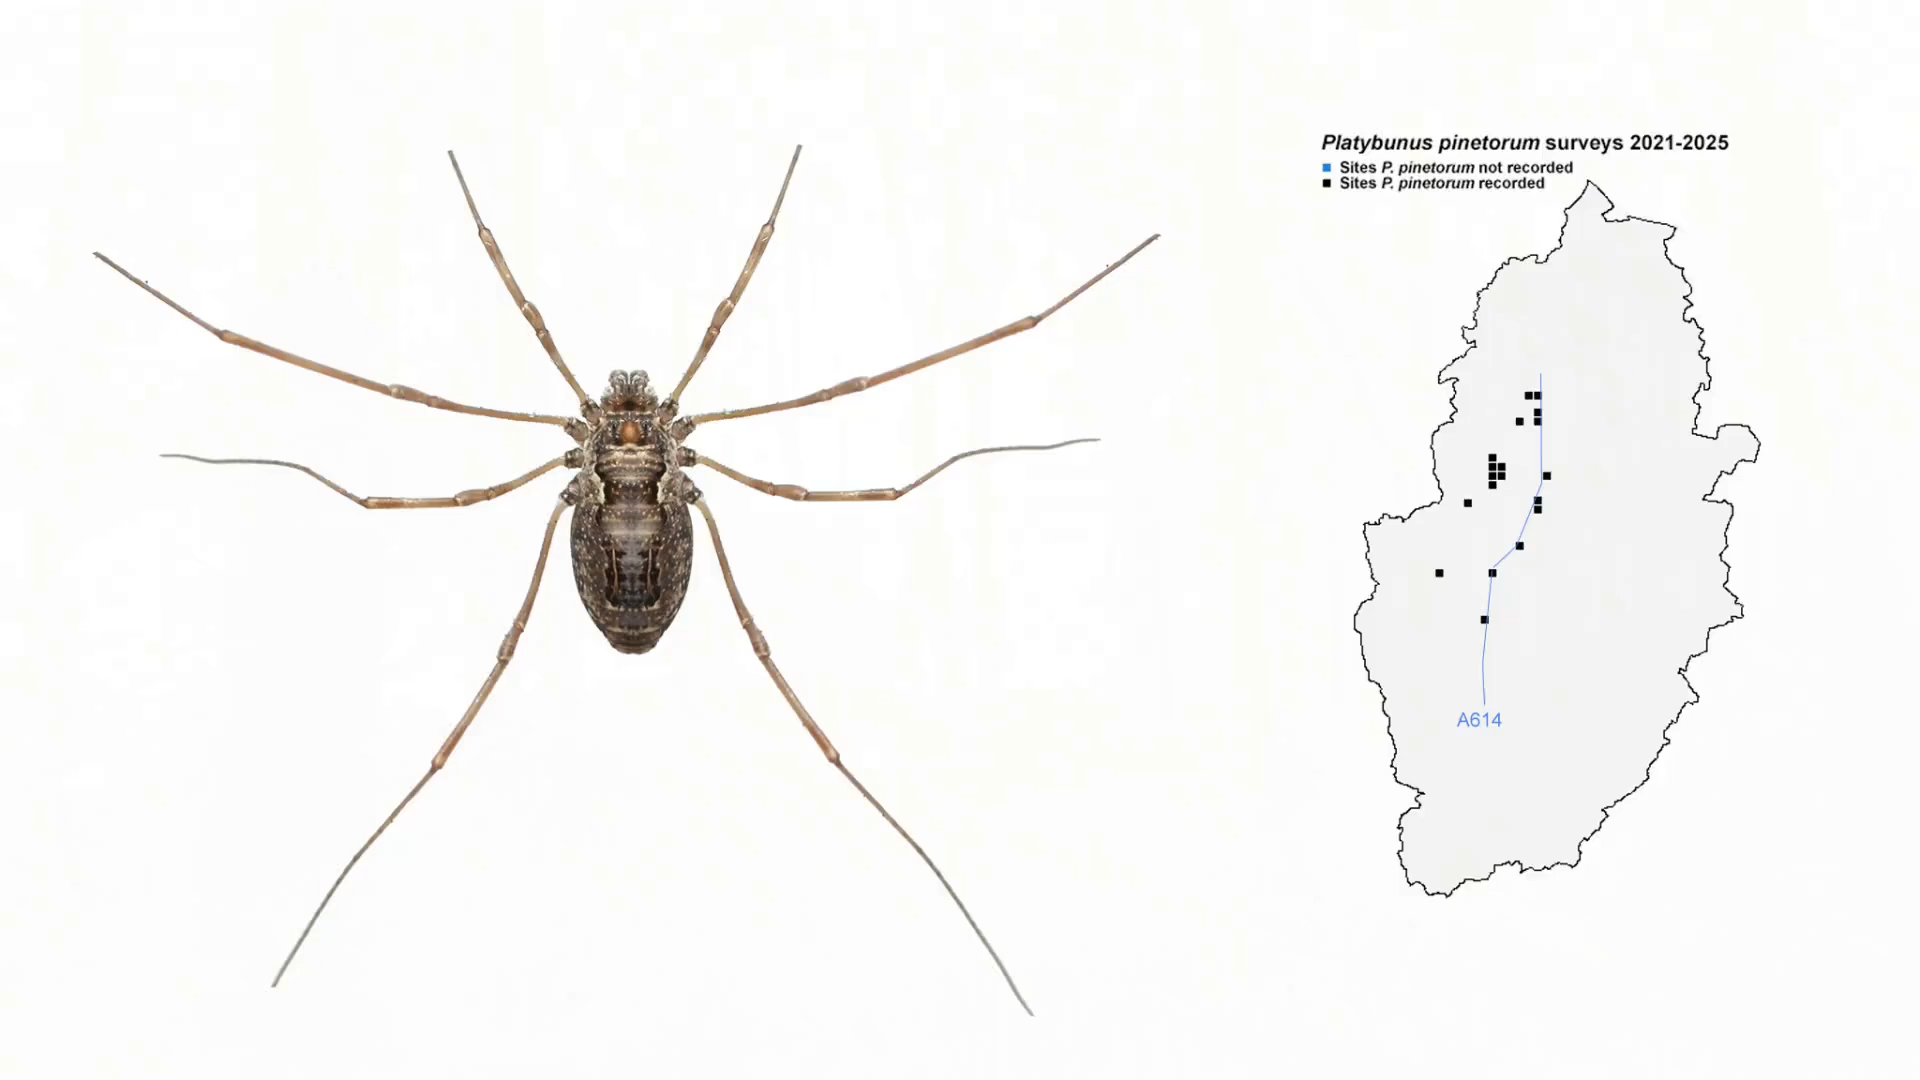 Platybunus pinetorum surveys 2021-2025
Sites P. pinetorum not recorded
Sites P. pinetorum recorded
A614